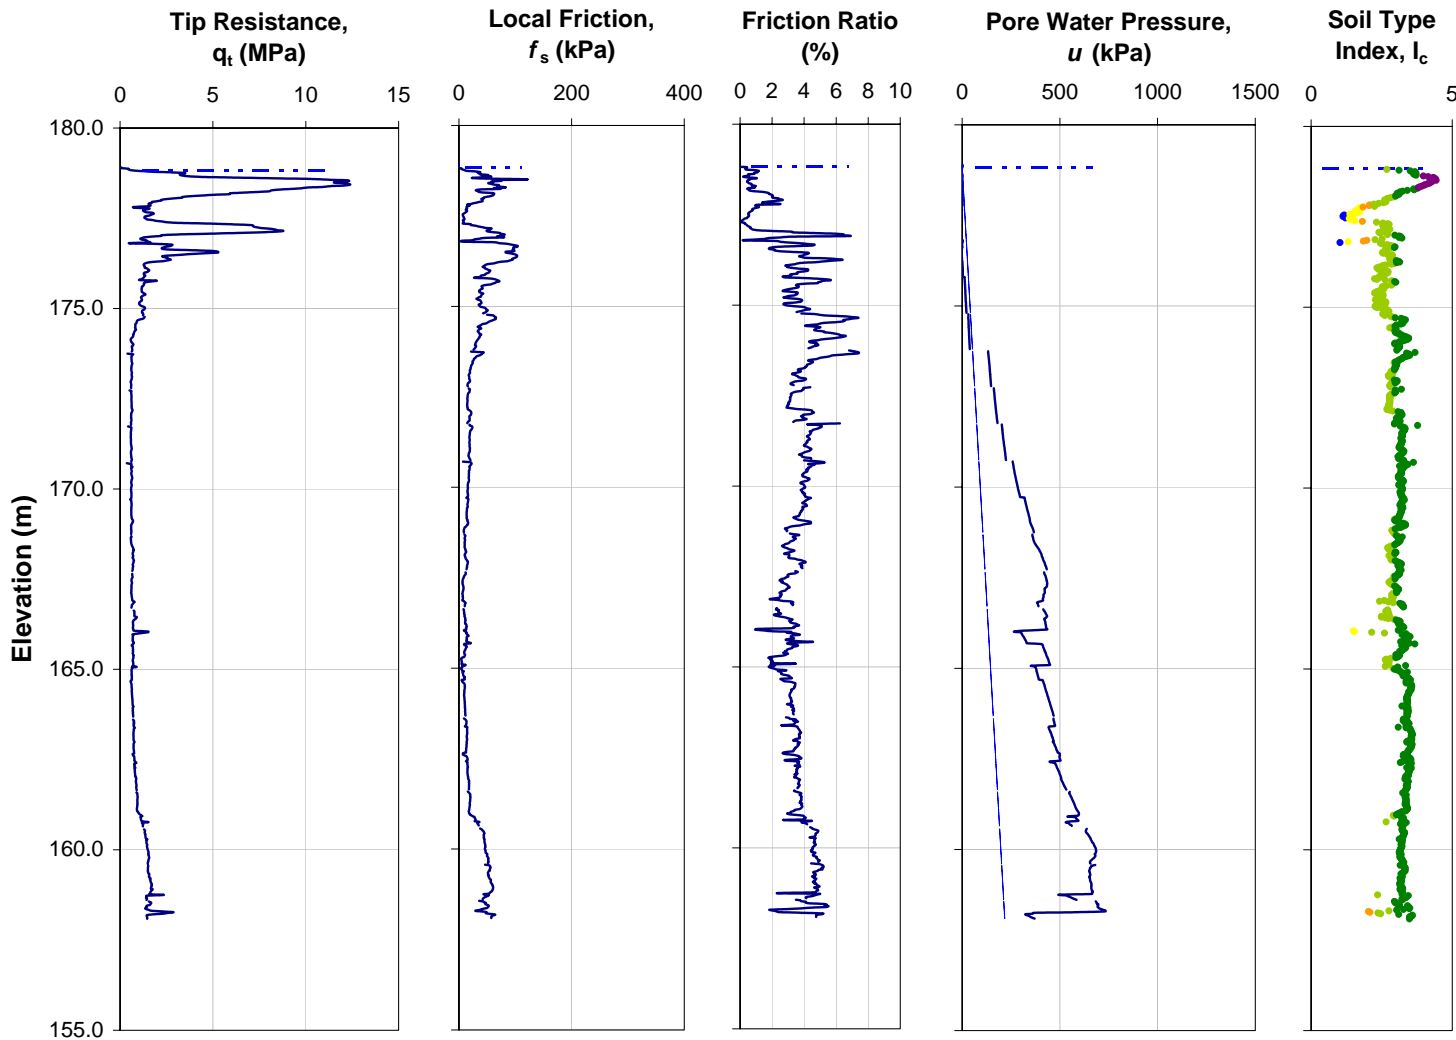 Tip Resistance,
qt (MPa)
Local Friction,
fs (kPa)
Friction Ratio
(%)
Pore Water Pressure,
u (kPa)
Soil Type
Index, Ic
0 5 10 15
0 200 400
0 2 4 6 8 10
0 500 1000 1500
0 5
180.0
175.0
170.0
165.0
160.0
155.0
Elevation (m)